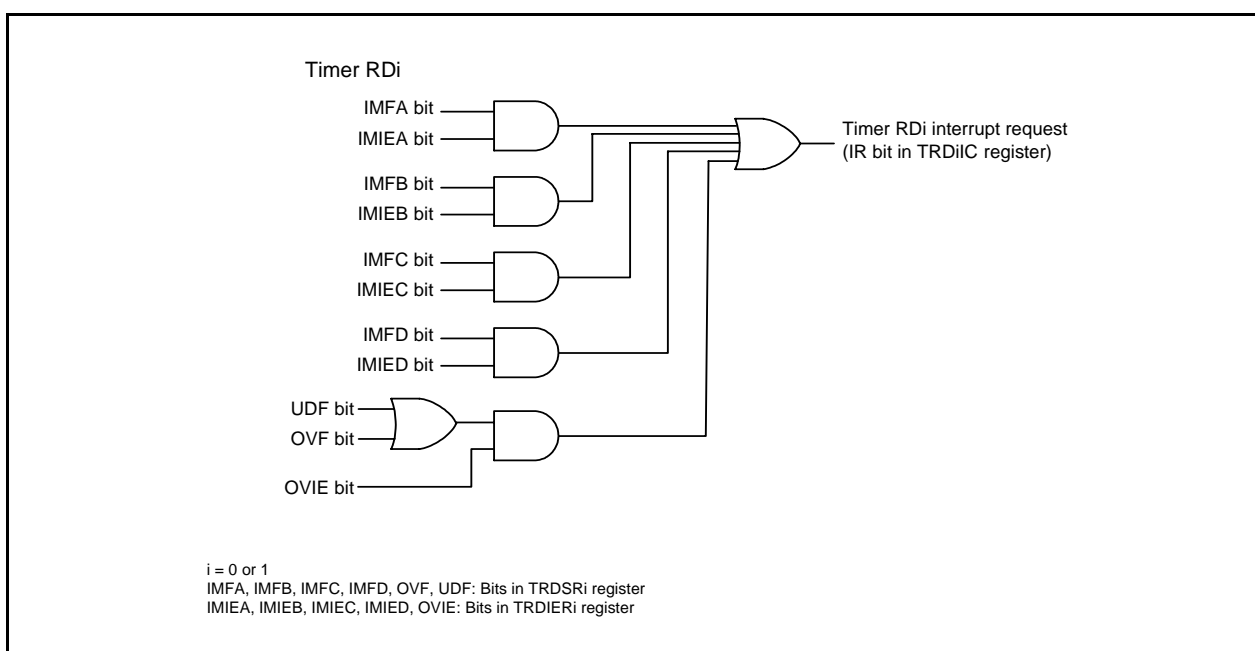 Timer RDi
IMFA bit
IMIEA bit
Timer RDi interrupt request
(IR bit in TRDiIC register)
IMFB bit
IMIEB bit
IMFC bit
IMIEC bit
IMFD bit
IMIED bit
UDF bit
OVF bit
OVIE bit
i = 0 or 1
IMFA, IMFB, IMFC, IMFD, OVF, UDF: Bits in TRDSRi register
IMIEA, IMIEB, IMIEC, IMIED, OVIE: Bits in TRDIERi register